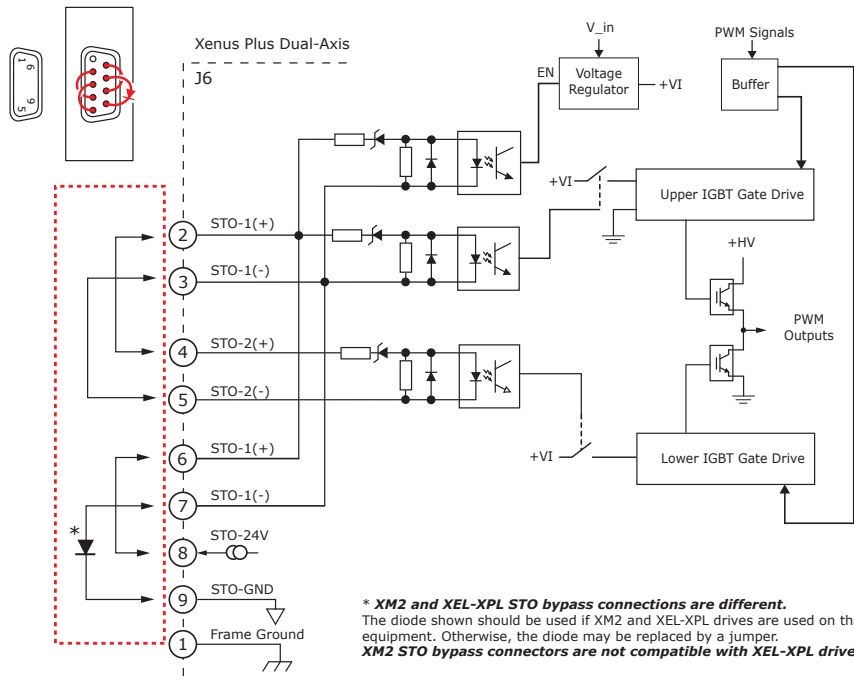 1 6
9 5
Xenus Plus Dual-Axis
J6
V_in
PWM Signals
EN
Voltage
Regulator
+VI
Buffer
+VI
Upper IGBT Gate Drive
2 STO-1(+)
+HV
3 STO-1(-)
PWM
Outputs
4 STO-2(+)
5 STO-2(-)
6 STO-1(+)
+VI
Lower IGBT Gate Drive
7 STO-1(-)
*
8 STO-24V
9 STO-GND
1 Frame Ground
* XM2 and XEL-XPL STO bypass connections are different.
The diode shown should be used if XM2 and XEL-XPL drives are used on th
equipment. Otherwise, the diode may be replaced by a jumper.
XM2 STO bypass connectors are not compatible with XEL-XPL drive